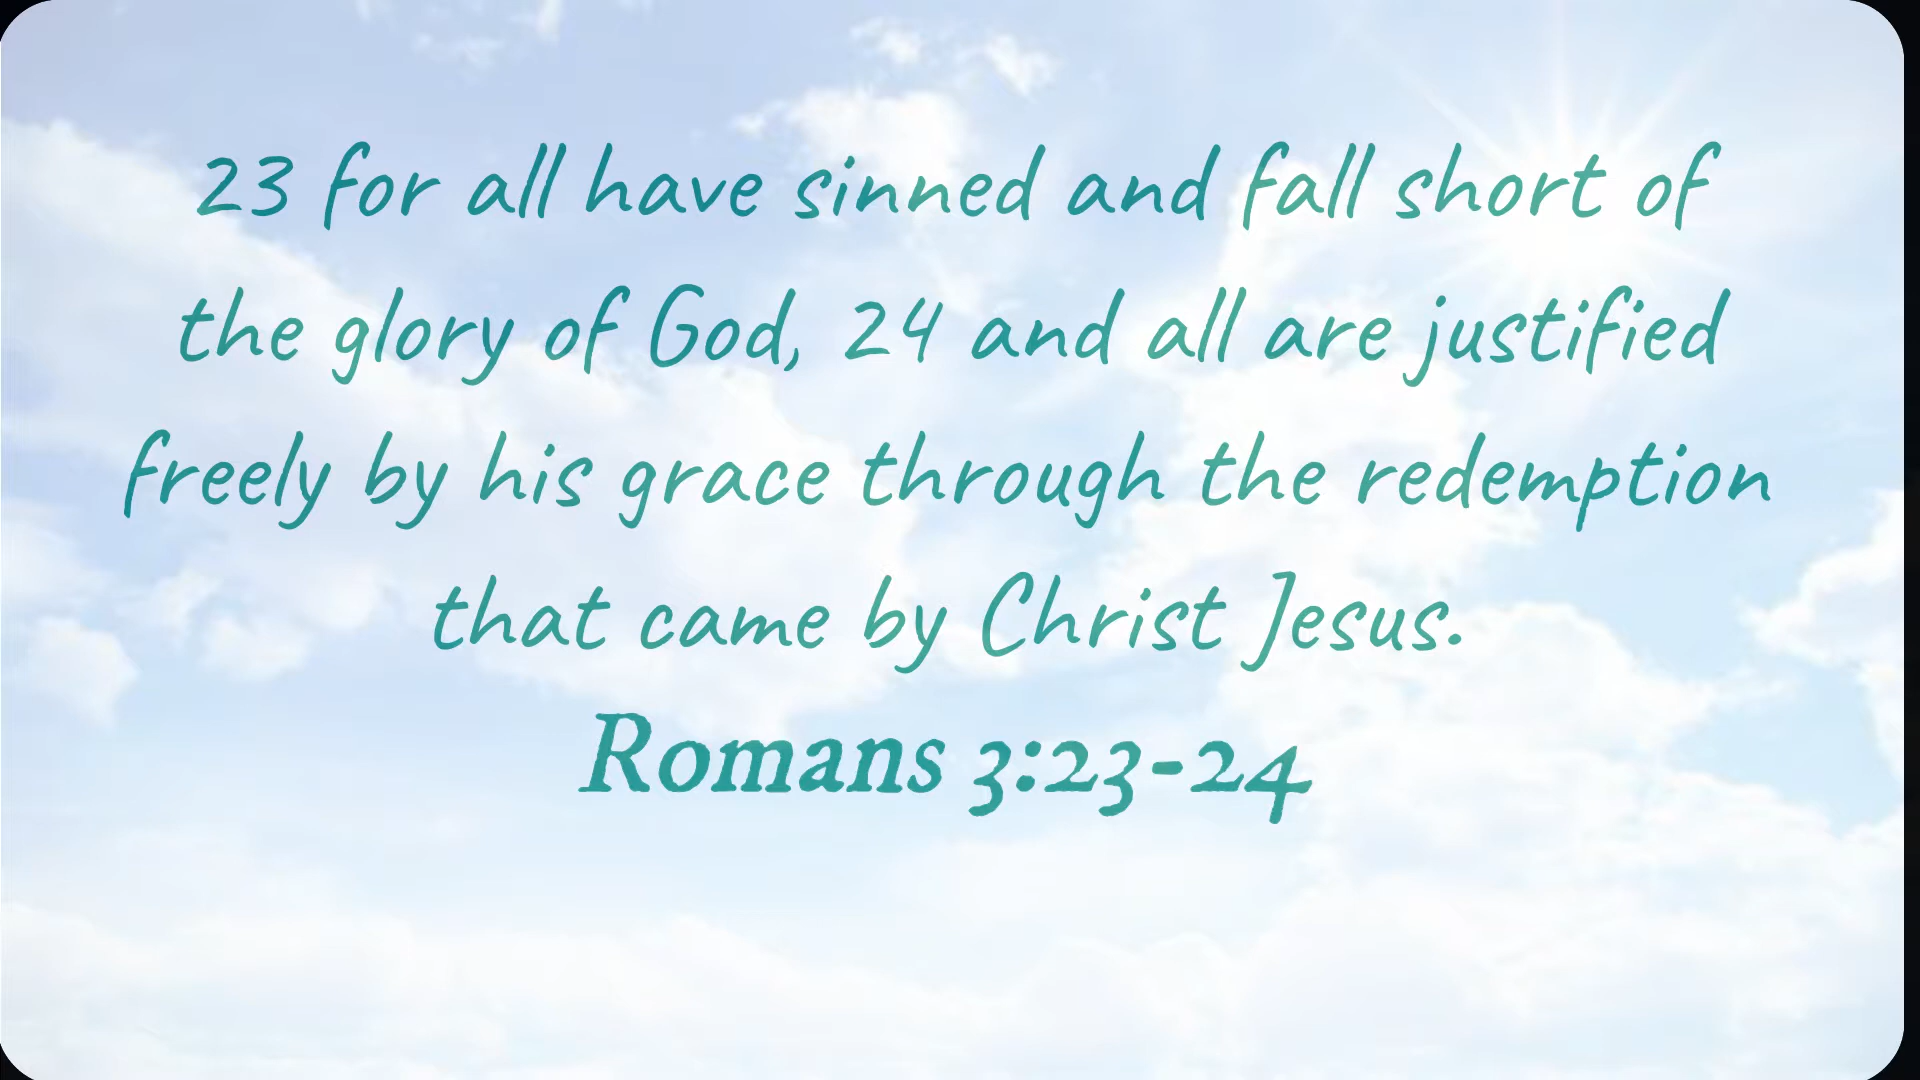 23 for all have sinned and fall short of
the glory of God, 24 and all are justified
freely by his grace through the redemption
that came by Christ Jesus.
Romans 3:23-24